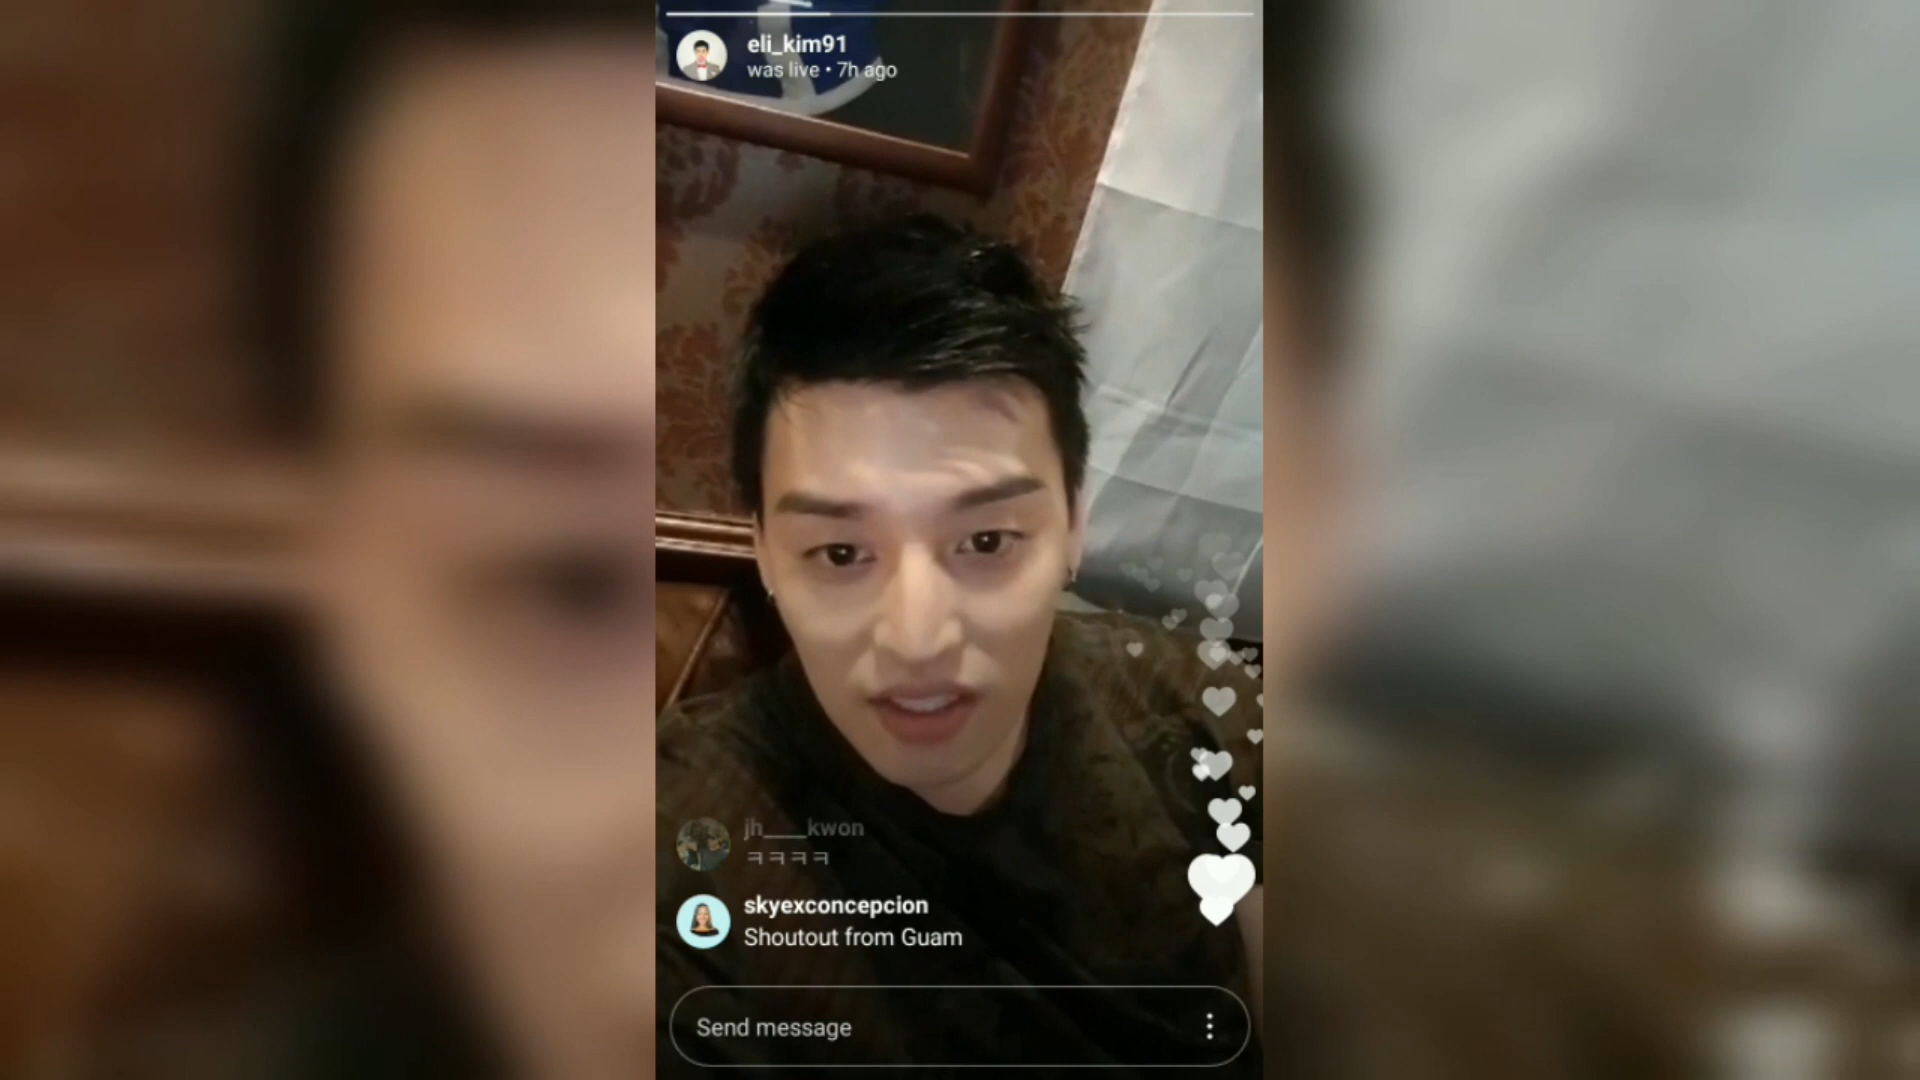 eli_kim91
was live • 7h ago
jh____kwon
ㅋㅋㅋㅋ
skyexconcepcion
Shoutout from Guam
Send message